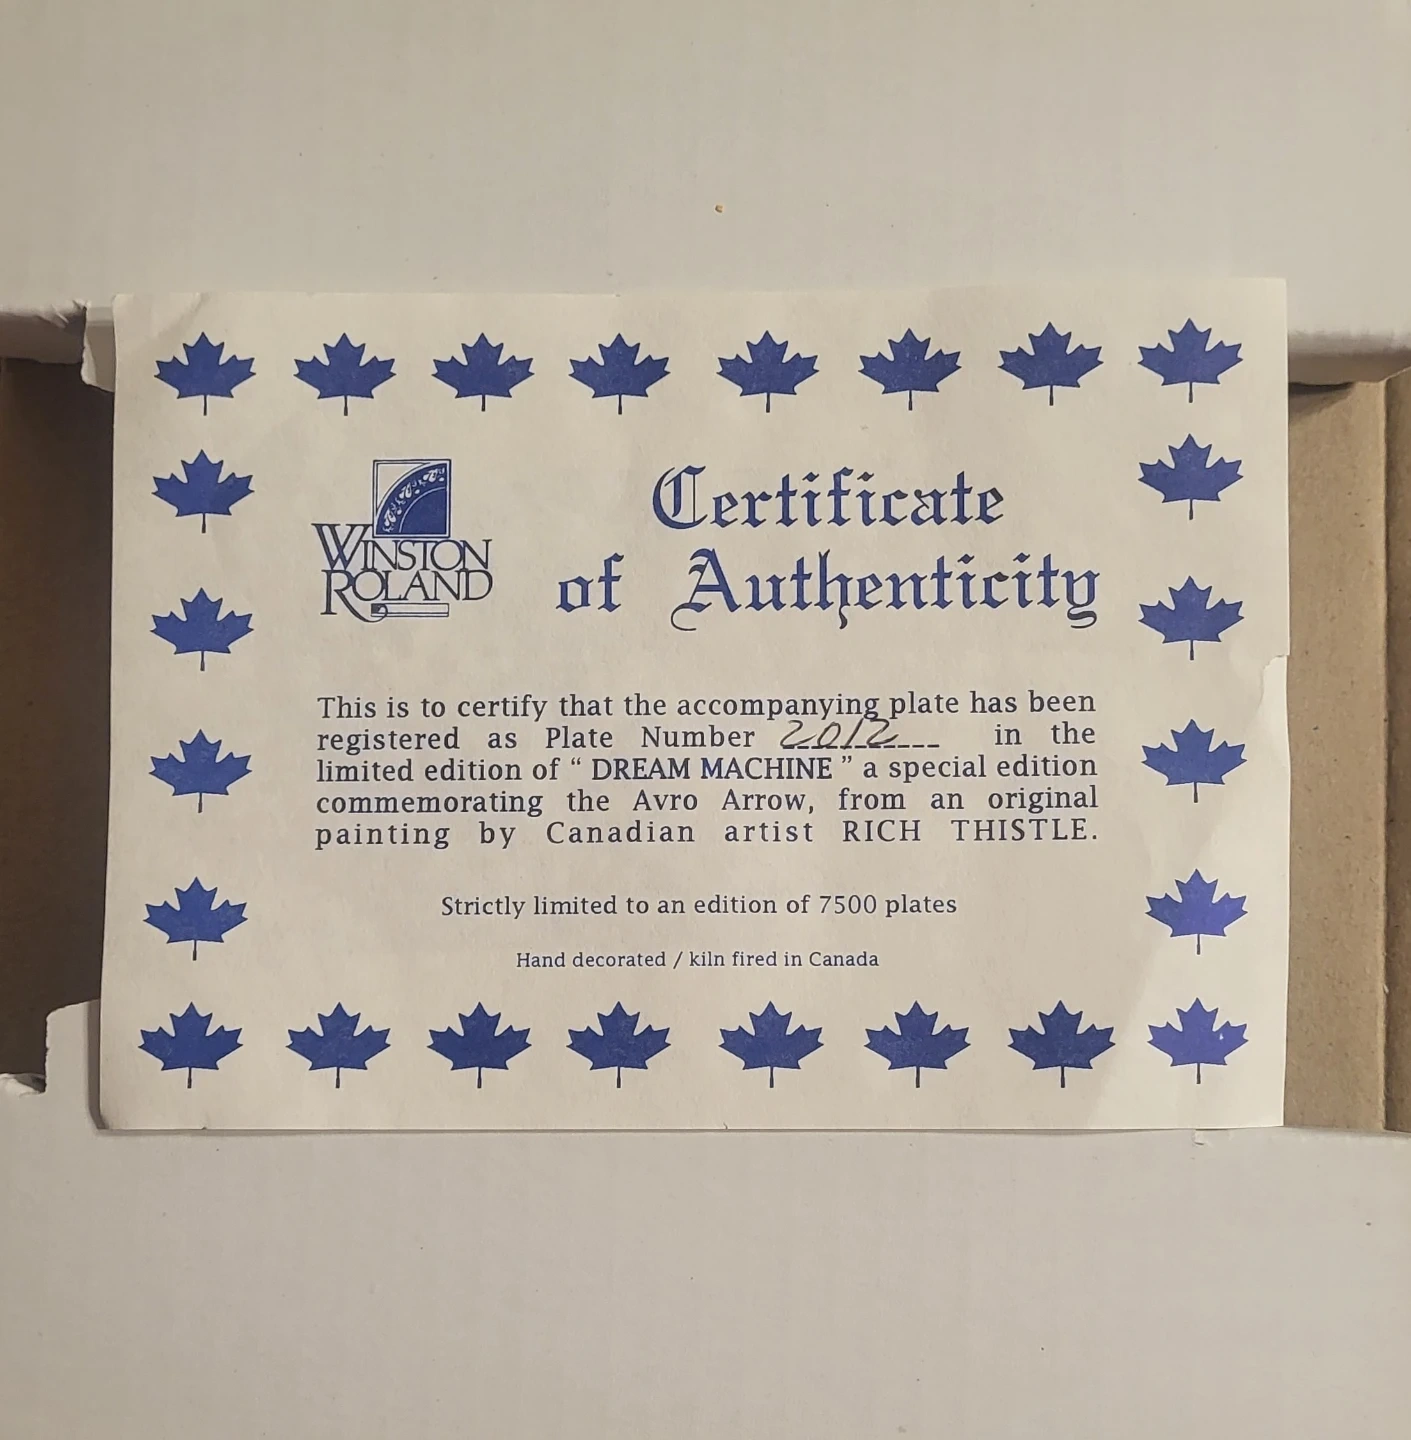 WINSTON
ROLAND
Certificate
of Authenticity
This is to certify that the accompanying plate has been
registered as Plate Number 2012 in the
limited edition of “ DREAM MACHINE ” a special edition
commemorating the Avro Arrow, from an original
painting by Canadian artist RICH THISTLE.
Strictly limited to an edition of 7500 plates
Hand decorated / kiln fired in Canada